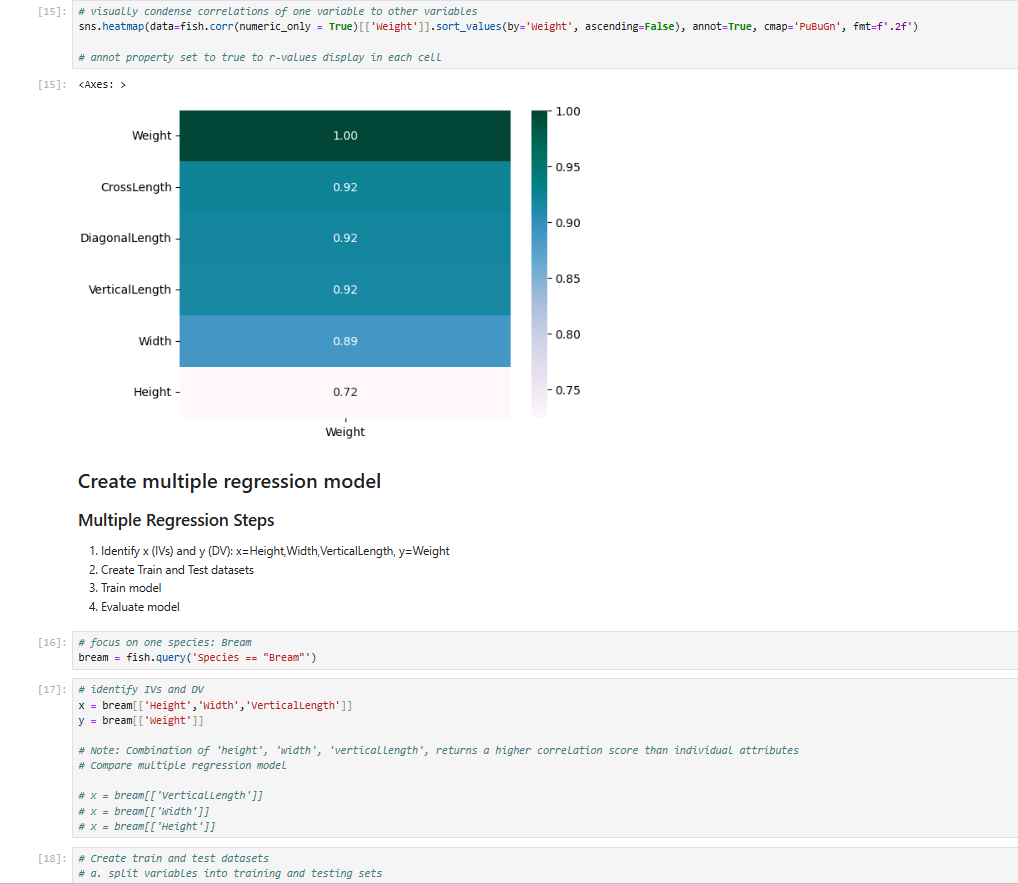 [15]: # visually condense correlations of one variable to other variables
sns.heatmap(data=fish.corr(numeric_only = True)[['Weight']].sort_values(by='Weight', ascending=False), annot=True, cmap='PuBuGn', fmt=f'.2f')
# annot property set to true to r-values display in each cell
[15]: <Axes: >
Weight 1.00
CrossLength 0.92
DiagonalLength 0.92
VerticalLength 0.92
Width 0.89
Height 0.72
Weight
1.00
0.95
0.90
0.85
0.80
0.75
Create multiple regression model
Multiple Regression Steps
1. Identify x (IVs) and y (DV): x=Height,Width,VerticalLength, y=Weight
2. Create Train and Test datasets
3. Train model
4. Evaluate model
[16]: # focus on one species: Bream
bream = fish.query('Species == "Bream"')
[17]: # identify IVs and DV
x = bream[['Height','Width','VerticalLength']]
y = bream[['Weight']]
# Note: Combination of 'height', 'width', 'verticallength', returns a higher correlation score than individual attributes
# Compare multiple regression model
# x = bream[['VerticalLength']]
# x = bream[['Width']]
# x = bream[['Height']]
[18]: # Create train and test datasets
# a. split variables into training and testing sets